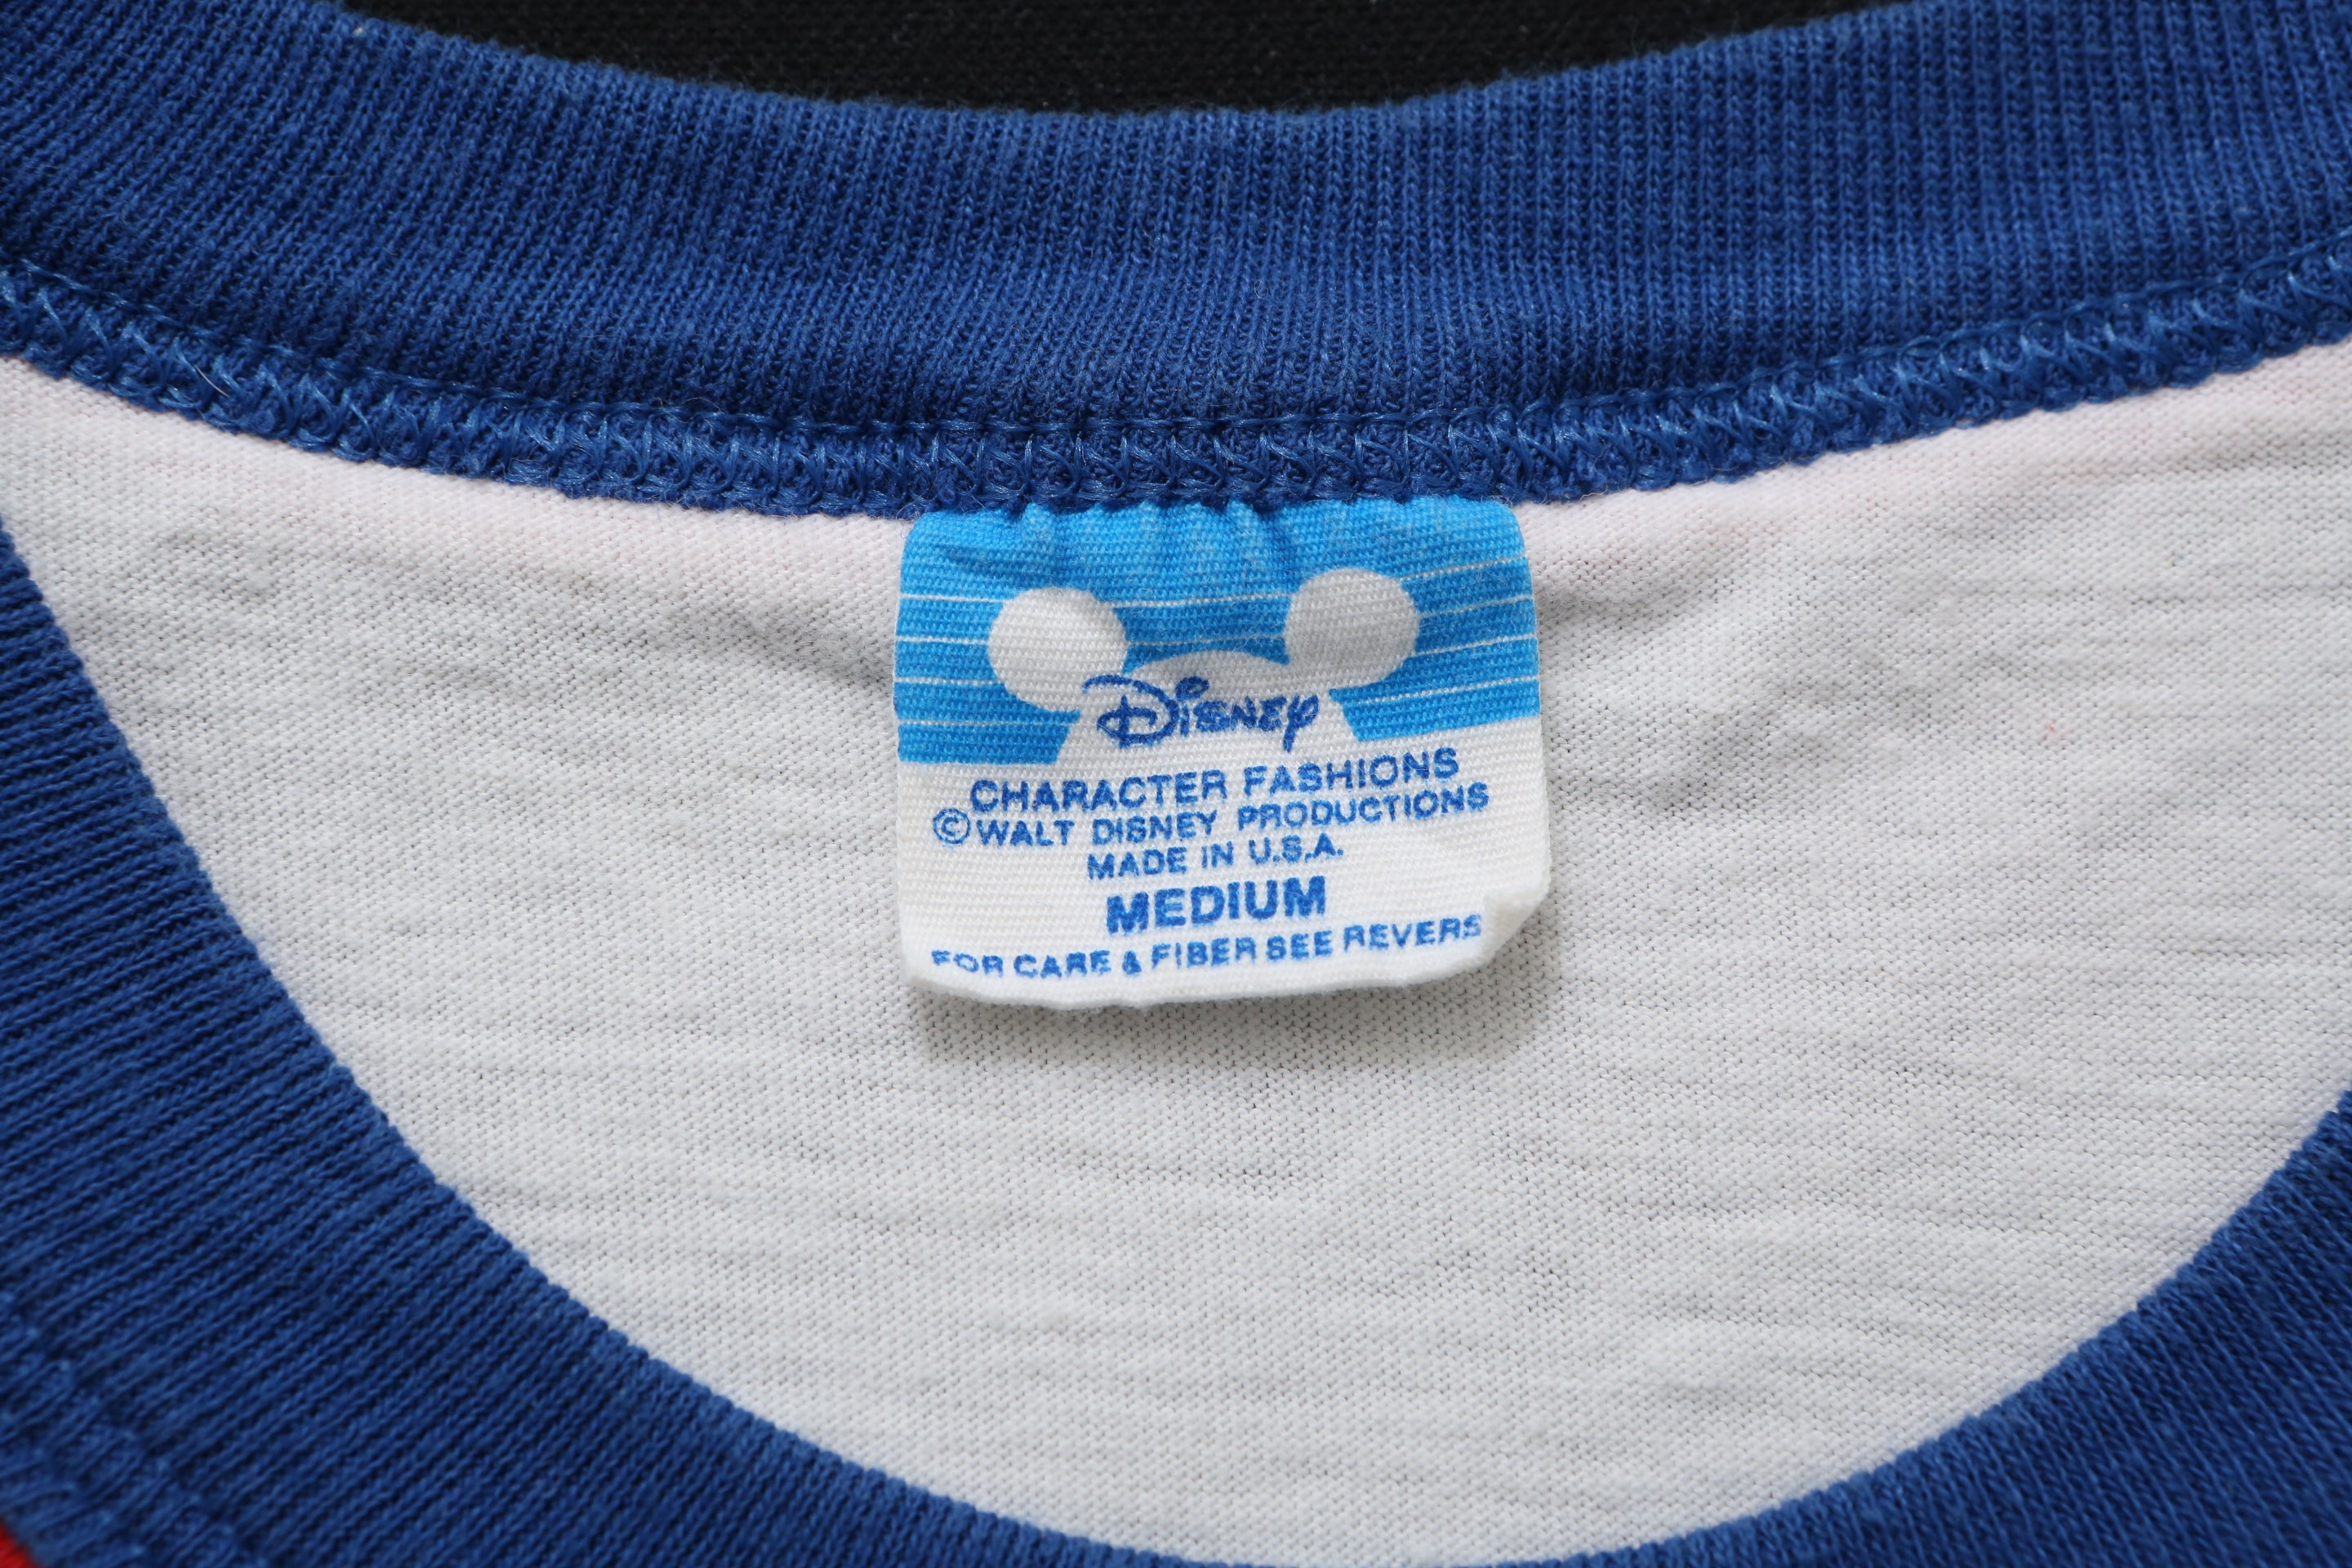 Disney
CHARACTER FASHIONS
©WALT DISNEY PRODUCTIONS
MADE IN U.S.A.
MEDIUM
FOR CARE & FIBER SEE REVERS